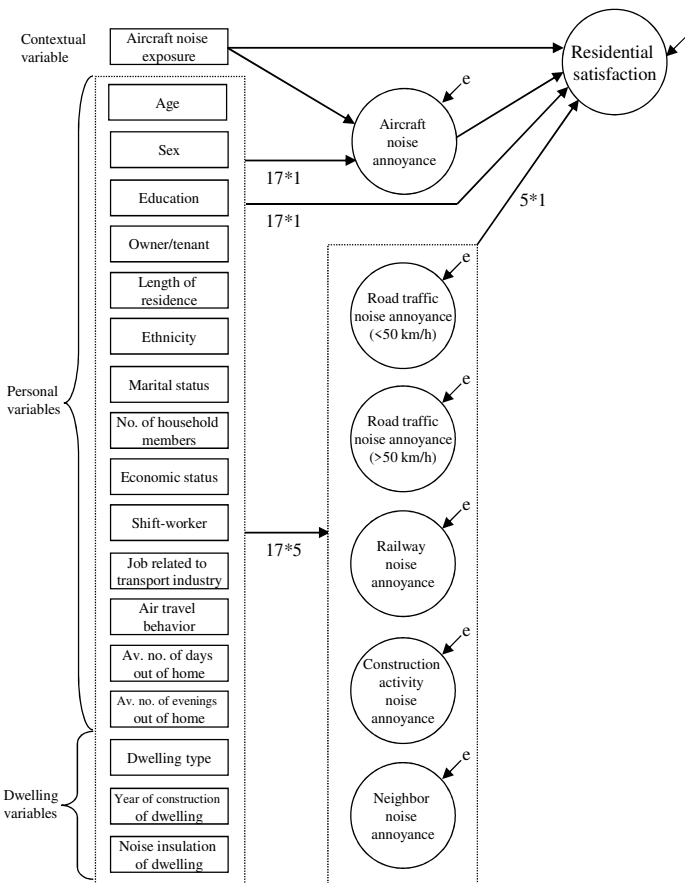 Contextual
variable
Aircraft noise
exposure
Residential
satisfaction
e
Aircraft
noise
annoyance
17*1
17*1
5*1
Personal
variables
Age
Sex
Education
Owner/tenant
Length of
residence
Ethnicity
Marital status
No. of household
members
Economic status
Shift-worker
Job related to
transport industry
Air travel
behavior
Av. no. of days
out of home
Av. no. of evenings
out of home
17*5
e
Road traffic
noise annoyance
(<50 km/h)
e
Road traffic
noise annoyance
(>50 km/h)
e
Railway
noise
annoyance
e
Construction
activity
noise
annoyance
e
Neighbor
noise
annoyance
Dwelling
variables
Dwelling type
Year of construction
of dwelling
Noise insulation
of dwelling